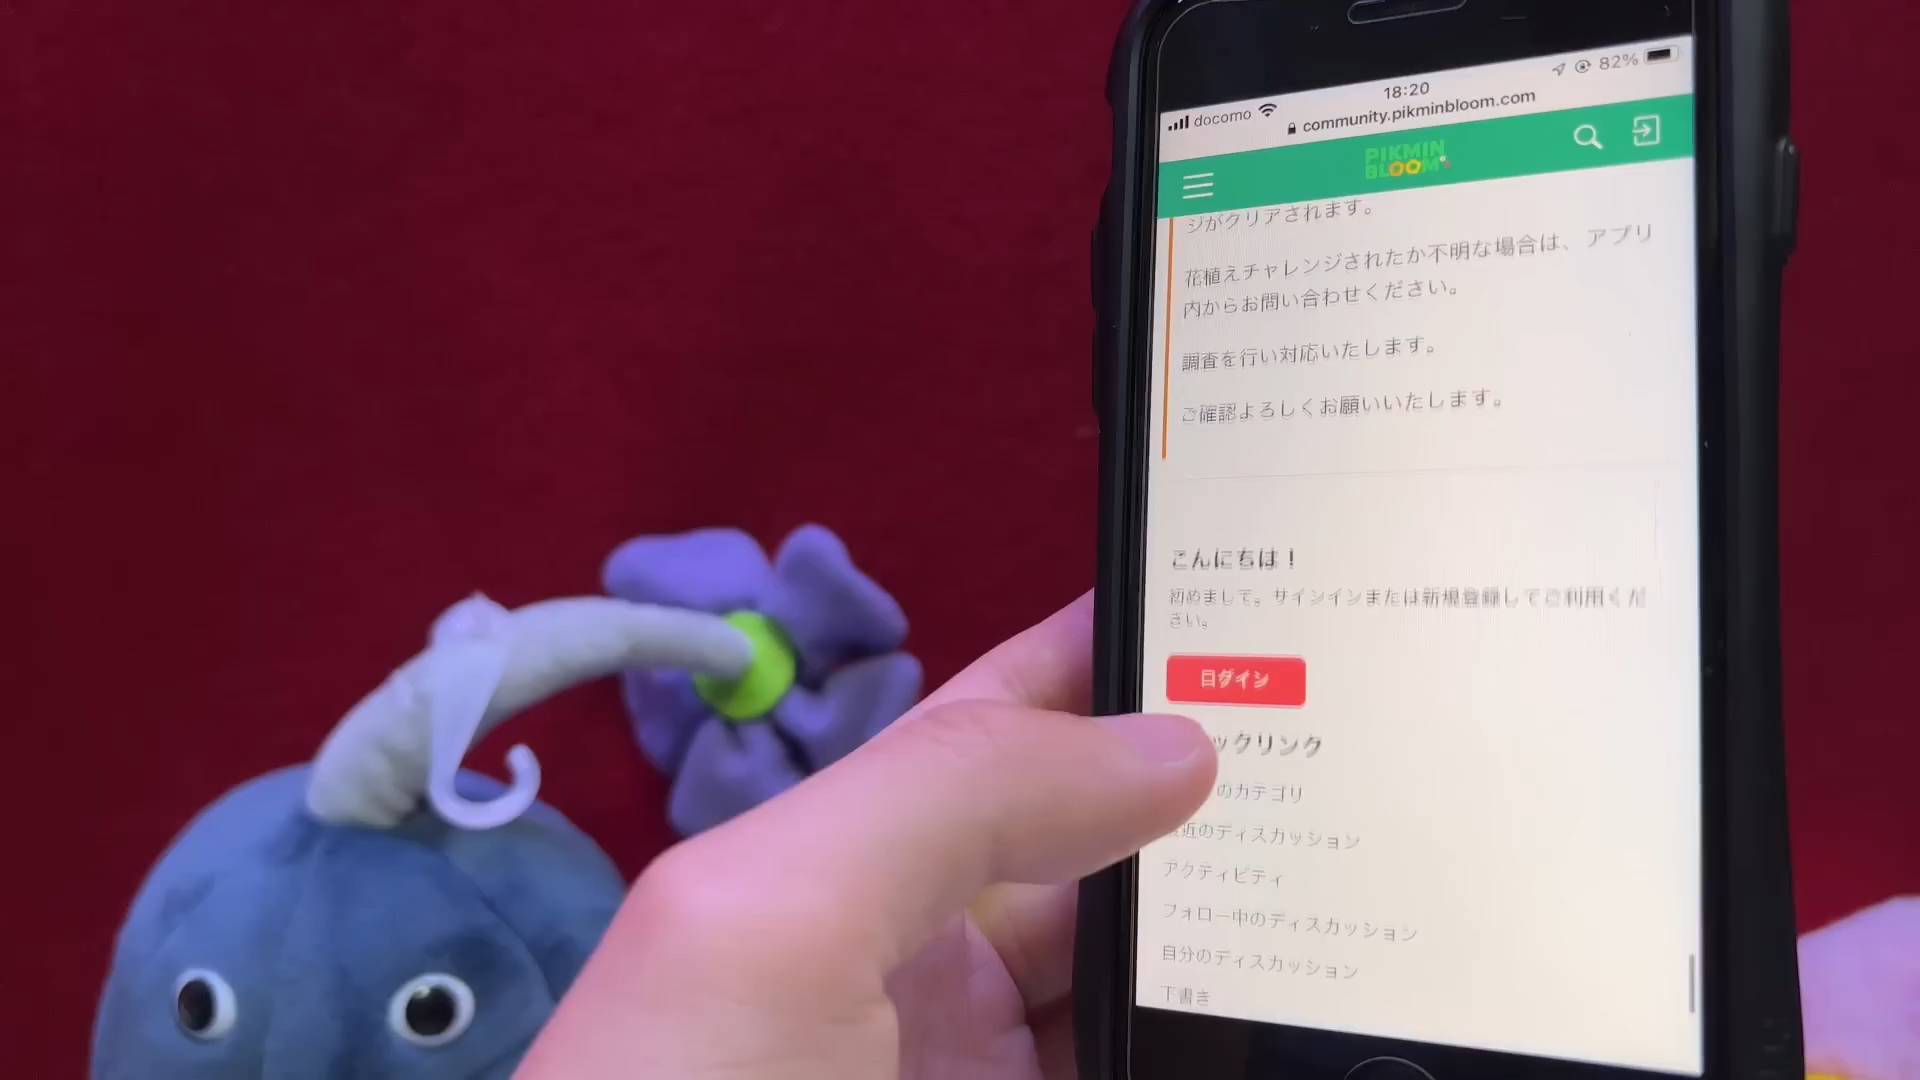 docomo
18:20
82%
community.pikminbloom.com
PIKMIN
BLOOM
ジがクリアされます。
花植えチャレンジされたか不明な場合は、アプリ
内からお問い合わせください。
調査を行い対応いたします。
ご確認よろしくお願いいたします。
こんにちは！
初めまして。サインインまたは新規登録してご利用くだ
さい。
ログイン
ックリンク
のカテゴリ
近のディスカッション
アクティビティ
フォロー中のディスカッション
自分のディスカッション
下書き